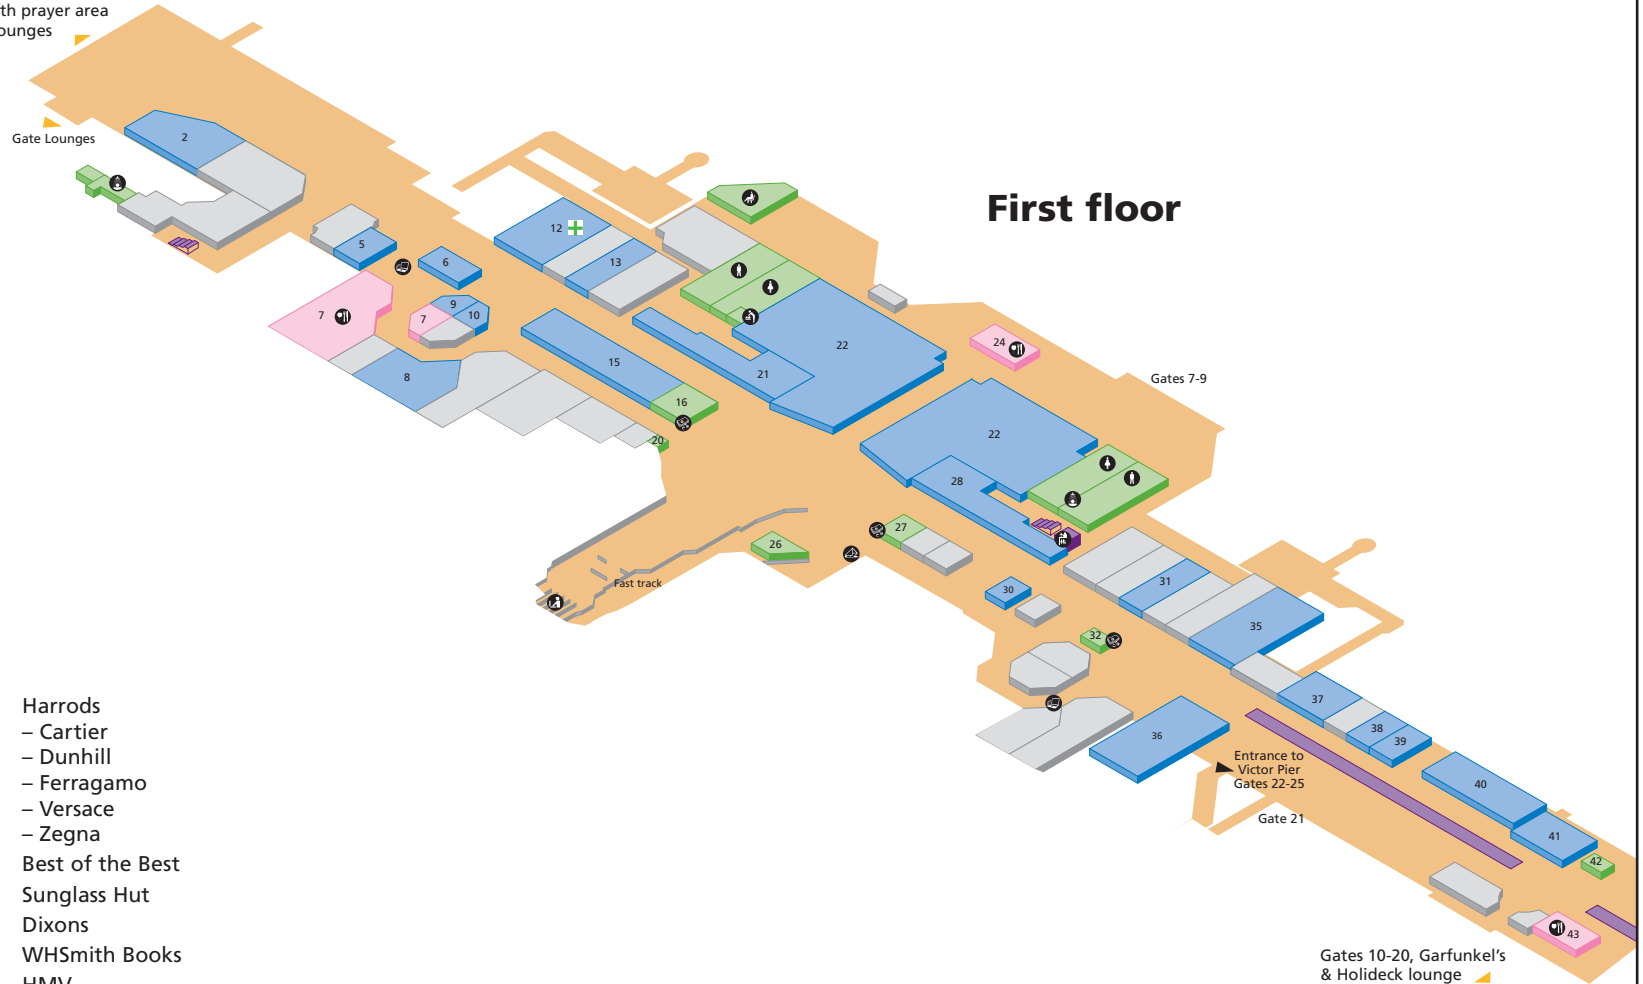 th prayer area
ounges
Gate Lounges
First floor
2
5
6
7
7
8
9
10
12
13
15
16
20
21
22
24
Gates 7-9
22
26
27
28
Fast track
30
31
32
35
36
37
38
39
40
41
42
43
Entrance to
Victor Pier
Gates 22-25
Gate 21
Gates 10-20, Garfunkel's
& Holideck lounge
Harrods
– Cartier
– Dunhill
– Ferragamo
– Versace
– Zegna
Best of the Best
Sunglass Hut
Dixons
WHSmith Books
HMV